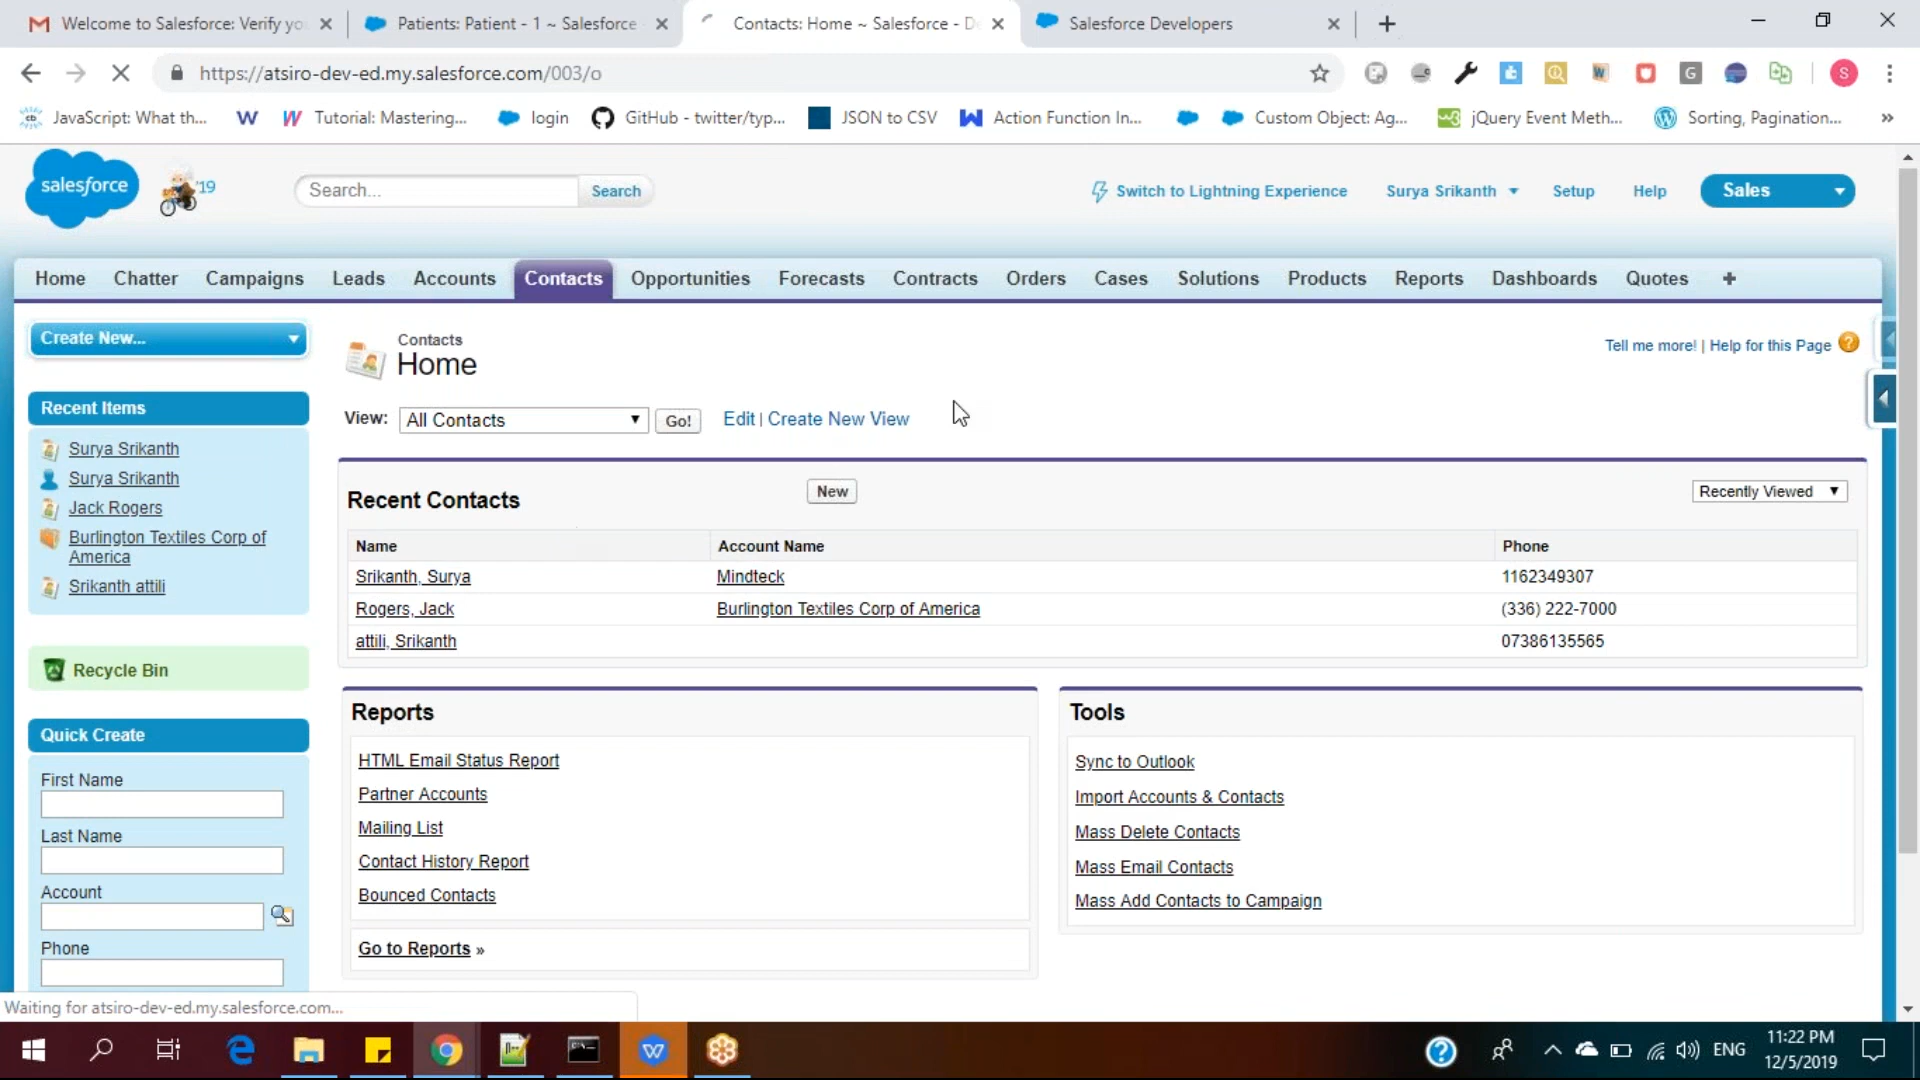 Welcome to Salesforce: Verify yo
Patients: Patient - 1 ~ Salesforce
Contacts: Home ~ Salesforce - D
Salesforce Developers
https://atsiro-dev-ed.my.salesforce.com/003/o
S
JavaScript: What th...
Tutorial: Mastering...
login
GitHub - twitter/typ...
JSON to CSV
Action Function In...
Custom Object: Ag...
jQuery Event Meth...
Sorting, Pagination...
»
salesforce
'19
Search...
Search
Switch to Lightning Experience
Surya Srikanth
Setup
Help
Sales
Home
Chatter
Campaigns
Leads
Accounts
Contacts
Opportunities
Forecasts
Contracts
Orders
Cases
Solutions
Products
Reports
Dashboards
Quotes
+
Create New...
Contacts
Home
Tell me more! | Help for this Page
View: All Contacts Go! Edit | Create New View
Recent Items
Surya Srikanth
Surya Srikanth
Jack Rogers
Burlington Textiles Corp of
America
Srikanth attili
Recycle Bin
Quick Create
First Name
Last Name
Account
Phone
Recent Contacts
New
Recently Viewed
Name Account Name Phone
Srikanth, Surya Mindteck 1162349307
Rogers, Jack Burlington Textiles Corp of America (336) 222-7000
attili, Srikanth 07386135565
Reports
HTML Email Status Report
Partner Accounts
Mailing List
Contact History Report
Bounced Contacts
Go to Reports »
Tools
Sync to Outlook
Import Accounts & Contacts
Mass Delete Contacts
Mass Email Contacts
Mass Add Contacts to Campaign
Waiting for atsiro-dev-ed.my.salesforce.com...
ENG
11:22 PM
12/5/2019